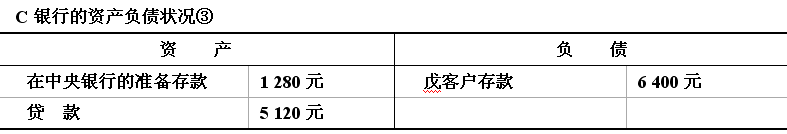 C 银行的资产负债状况③
资 产 负 债
在中央银行的准备存款 1 280 元 戊客户存款 6 400 元
贷 款 5 120 元